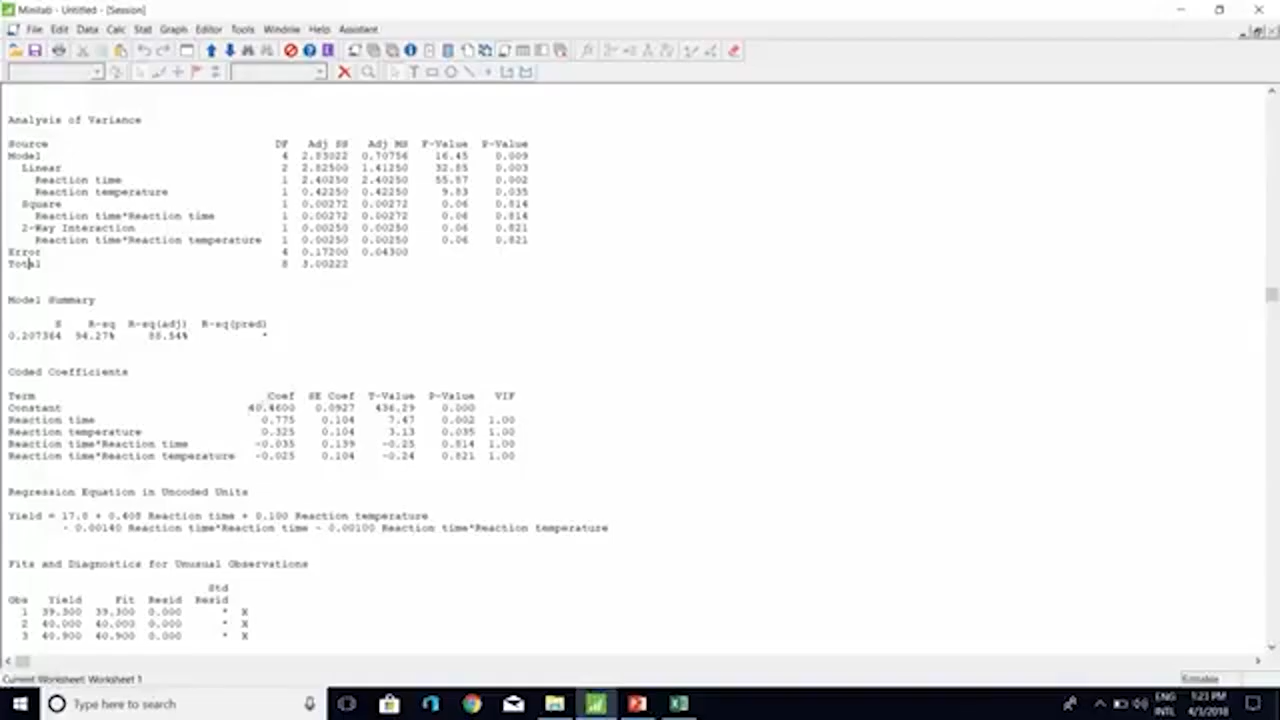 Minitab - Untitled - [Session]
File Edit Data Calc Stat Graph Editor Tools Window Help Assistant
Analysis of Variance
Source DF Adj SS Adj MS F-Value P-Value
Model 4 2.83022 0.70756 16.45 0.009
Linear 2 2.82500 1.41250 32.85 0.003
Reaction time 1 2.40250 2.40250 55.87 0.002
Reaction temperature 1 0.42250 0.42250 9.83 0.035
Square 1 0.00272 0.00272 0.06 0.814
Reaction time*Reaction time 1 0.00272 0.00272 0.06 0.814
2-Way Interaction 1 0.00250 0.00250 0.06 0.821
Reaction time*Reaction temperature 1 0.00250 0.00250 0.06 0.821
Error 4 0.17200 0.04300
Total 8 3.00222
Model Summary
S R-sq R-sq(adj) R-sq(pred)
0.207364 94.27% 88.54% *
Coded Coefficients
Term Coef SE Coef T-Value P-Value VIF
Constant 40.4600 0.0927 436.29 0.000
Reaction time 0.775 0.104 7.47 0.002 1.00
Reaction temperature 0.325 0.104 3.13 0.035 1.00
Reaction time*Reaction time -0.035 0.139 -0.25 0.814 1.00
Reaction time*Reaction temperature -0.025 0.104 -0.24 0.821 1.00
Regression Equation in Uncoded Units
Yield = 17.8 + 0.408 Reaction time + 0.100 Reaction temperature
- 0.00140 Reaction time*Reaction time - 0.00100 Reaction time*Reaction temperature
Fits and Diagnostics for Unusual Observations
Std
Obs Yield Fit Resid Resid
1 39.300 39.300 0.000 * X
2 40.000 40.000 0.000 * X
3 40.900 40.900 0.000 * X
Current Worksheet: Worksheet 1
Editable
Type here to search
ENG
INTL
1:23 PM
4/3/2018